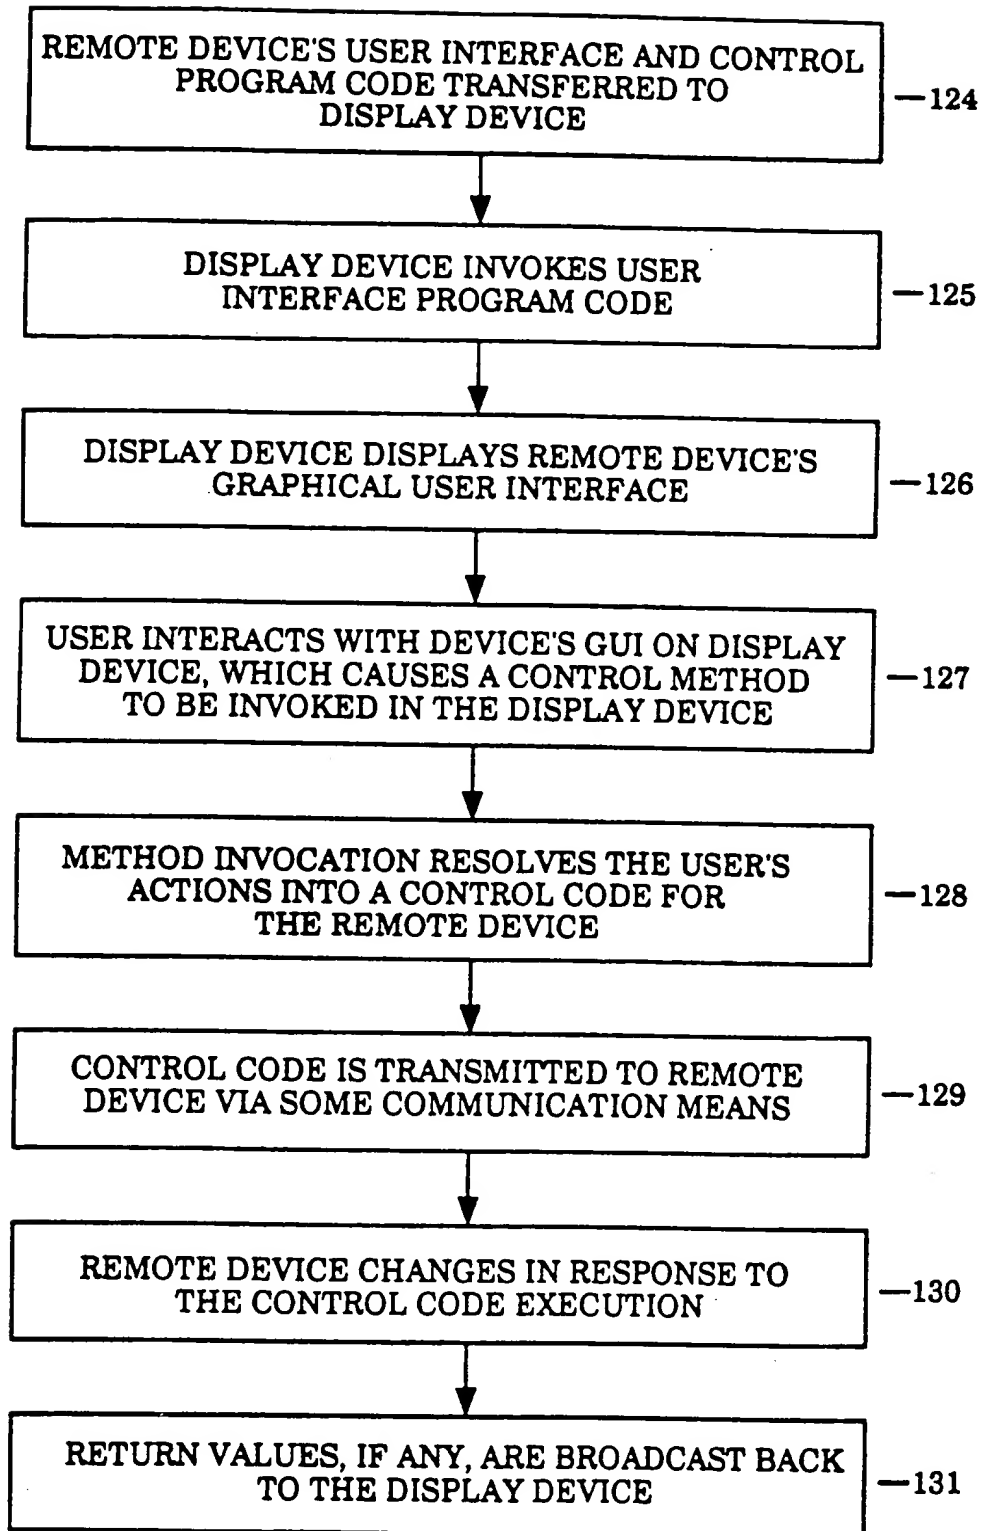 REMOTE DEVICE'S USER INTERFACE AND CONTROL
PROGRAM CODE TRANSFERRED TO
DISPLAY DEVICE
124
DISPLAY DEVICE INVOKES USER
INTERFACE PROGRAM CODE
125
DISPLAY DEVICE DISPLAYS REMOTE DEVICE'S
GRAPHICAL USER INTERFACE
126
USER INTERACTS WITH DEVICE'S GUI ON DISPLAY
DEVICE, WHICH CAUSES A CONTROL METHOD
TO BE INVOKED IN THE DISPLAY DEVICE
127
METHOD INVOCATION RESOLVES THE USER'S
ACTIONS INTO A CONTROL CODE FOR
THE REMOTE DEVICE
128
CONTROL CODE IS TRANSMITTED TO REMOTE
DEVICE VIA SOME COMMUNICATION MEANS
129
REMOTE DEVICE CHANGES IN RESPONSE TO
THE CONTROL CODE EXECUTION
130
RETURN VALUES, IF ANY, ARE BROADCAST BACK
TO THE DISPLAY DEVICE
131